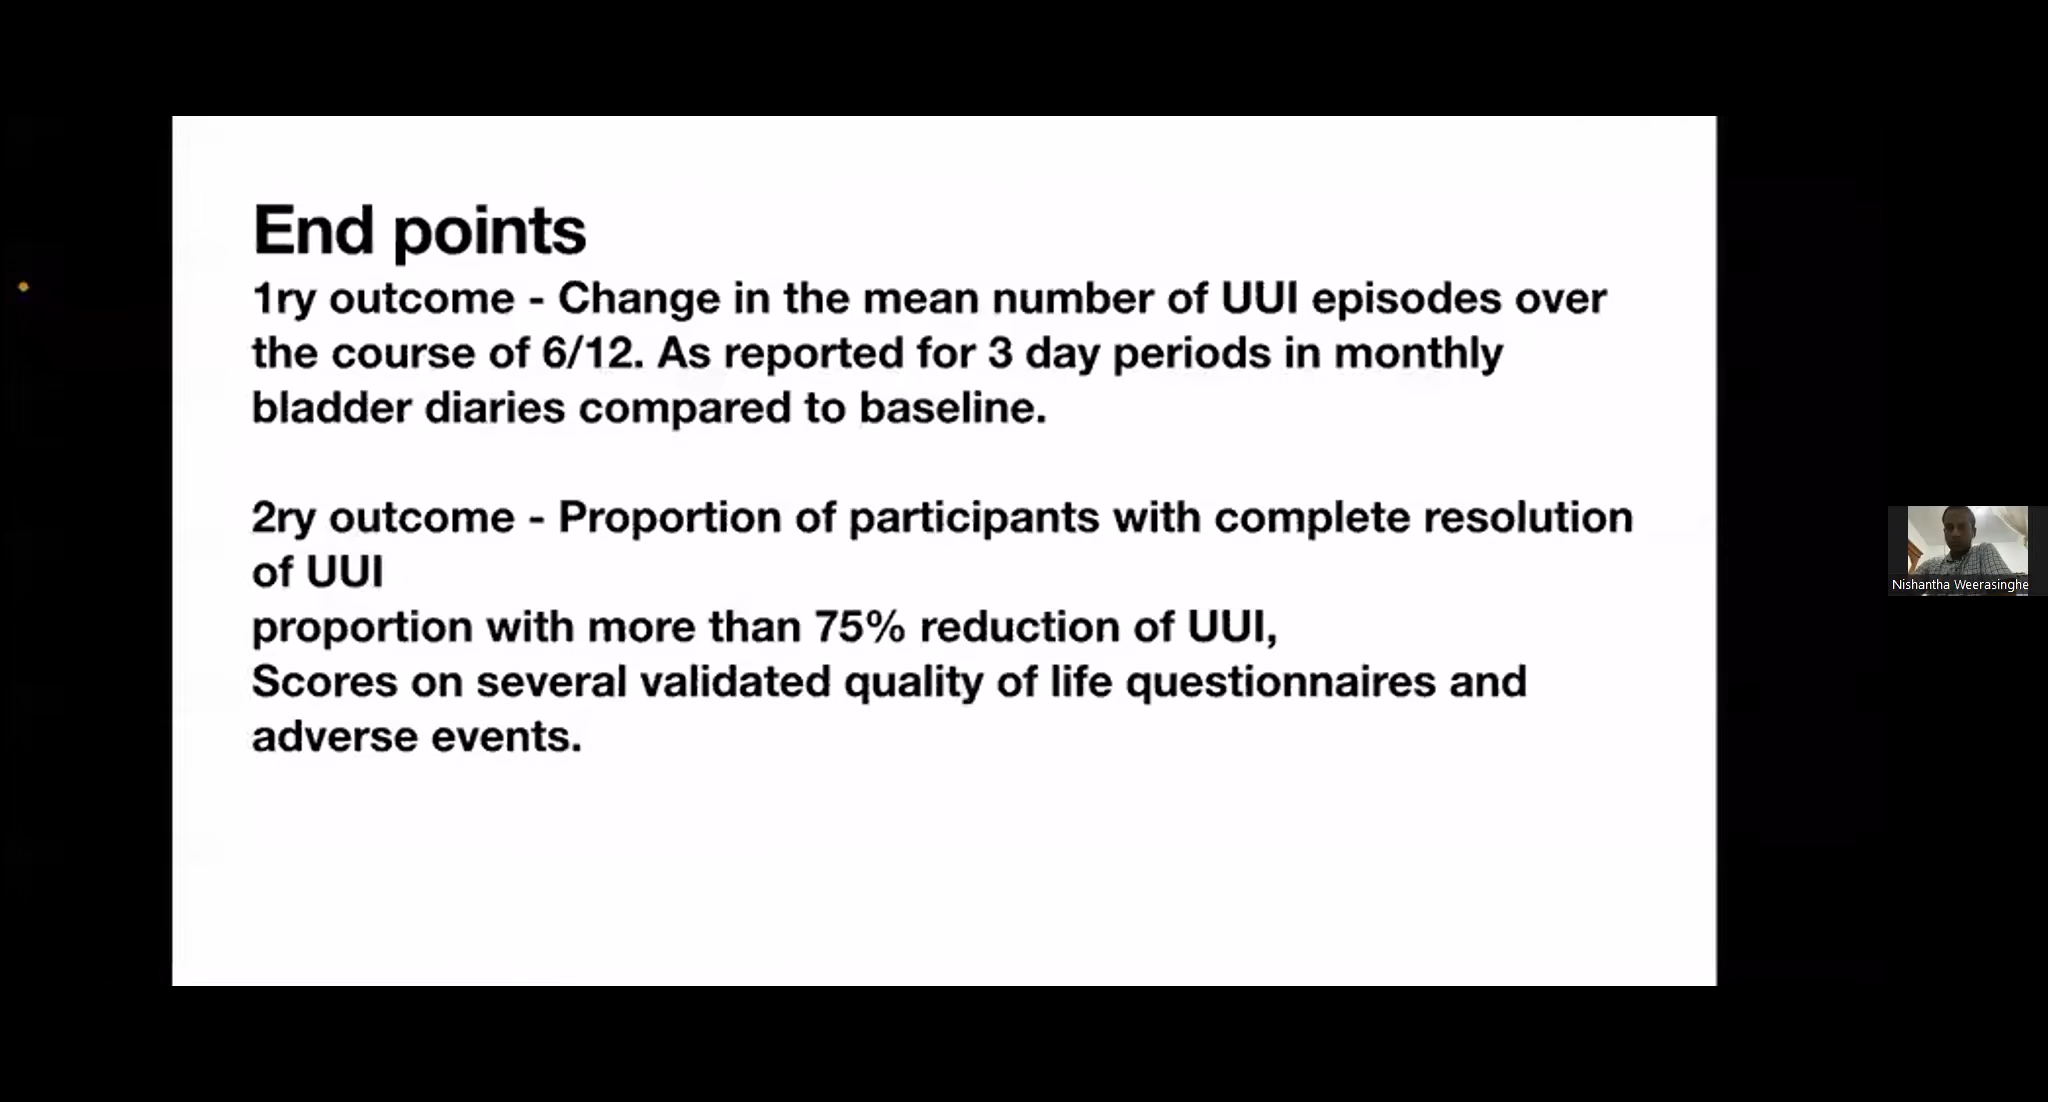 End points
1ry outcome - Change in the mean number of UUI episodes over
the course of 6/12. As reported for 3 day periods in monthly
bladder diaries compared to baseline.
2ry outcome - Proportion of participants with complete resolution
of UUI
proportion with more than 75% reduction of UUI,
Scores on several validated quality of life questionnaires and
adverse events.
Nishantha Weerasinghe